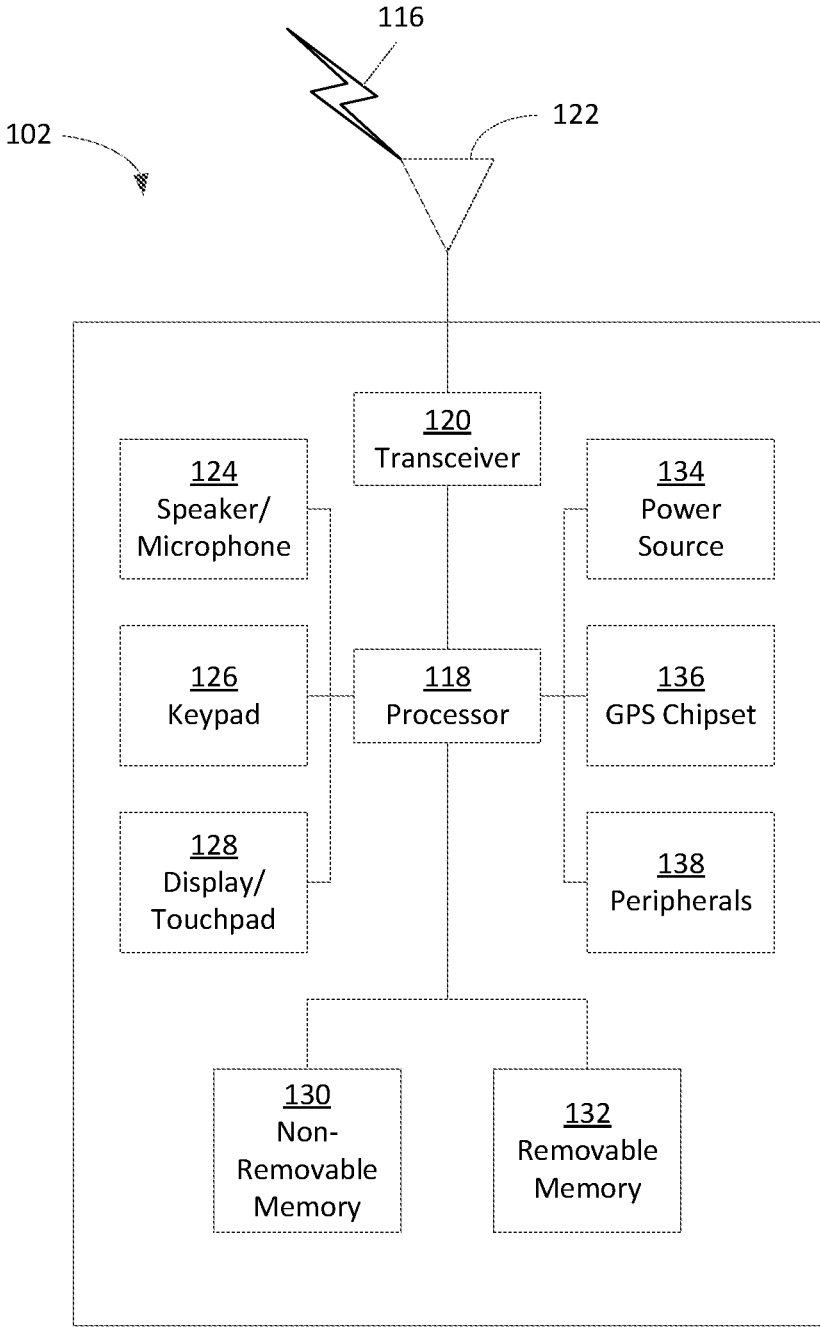 116
122
102
120
Transceiver
124
Speaker/
Microphone
134
Power
Source
126
Keypad
118
Processor
136
GPS Chipset
128
Display/
Touchpad
138
Peripherals
130
Non-
Removable
Memory
132
Removable
Memory